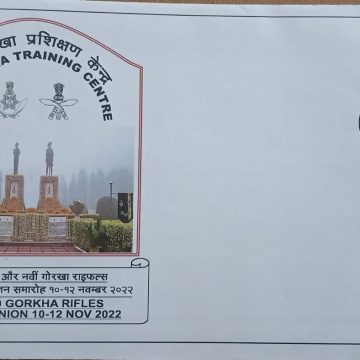 प्रशिक्षण केन्द्र
TRAINING CENTRE
और नवीं गोरखा राइफल्स
समारोह १०-१२ नवम्बर २०२२
GORKHA RIFLES
10-12 NOV 2022